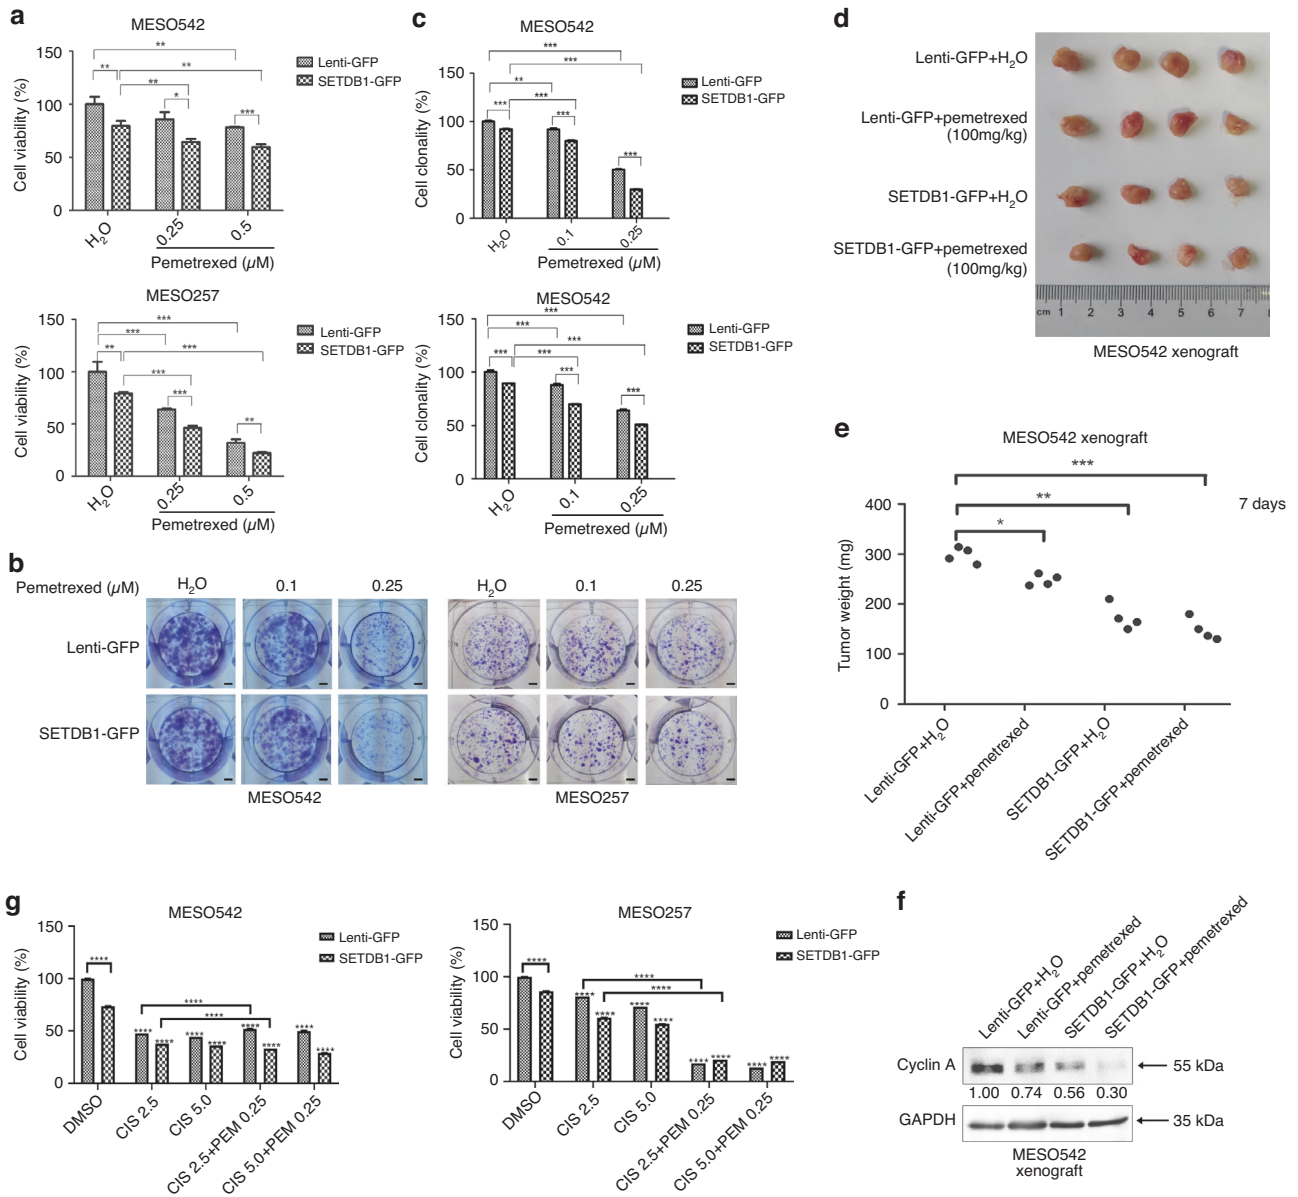 a
MESO542
Cell viability (%)
150
100
50
0
** ** ** ** * ***
Lenti-GFP
SETDB1-GFP
H2O 0.25 0.5
Pemetrexed (µM)
MESO257
Cell viability (%)
150
100
50
0
*** *** ** *** *** *** **
Lenti-GFP
SETDB1-GFP
H2O 0.25 0.5
Pemetrexed (µM)
c
MESO542
Cell clonality (%)
150
100
50
0
*** *** ** *** *** *** ***
Lenti-GFP
SETDB1-GFP
H2O 0.1 0.25
Pemetrexed (µM)
MESO542
Cell clonality (%)
150
100
50
0
*** *** *** *** *** *** ***
Lenti-GFP
SETDB1-GFP
H2O 0.1 0.25
Pemetrexed (µM)
b
Pemetrexed (µM) H2O 0.1 0.25 H2O 0.1 0.25
Lenti-GFP
SETDB1-GFP
MESO542 MESO257
d
Lenti-GFP+H2O
Lenti-GFP+pemetrexed
(100mg/kg)
SETDB1-GFP+H2O
SETDB1-GFP+pemetrexed
(100mg/kg)
cm 1 2 3 4 5 6 7 8
MESO542 xenograft
e
MESO542 xenograft
7 days
Tumor weight (mg)
400
300
200
100
0
***
**
*
Lenti-GFP+H2O
Lenti-GFP+pemetrexed
SETDB1-GFP+H2O
SETDB1-GFP+pemetrexed
g
MESO542
Cell viability (%)
150
100
50
0
Lenti-GFP
SETDB1-GFP
****
****
****
**** **** **** **** **** ****
DMSO
CIS 2.5
CIS 5.0
CIS 2.5+PEM 0.25
CIS 5.0+PEM 0.25
MESO257
Cell viability (%)
150
100
50
0
Lenti-GFP
SETDB1-GFP
****
****
****
**** **** **** **** **** **** **** ****
DMSO
CIS 2.5
CIS 5.0
CIS 2.5+PEM 0.25
CIS 5.0+PEM 0.25
f
Lenti-GFP+H2O
Lenti-GFP+pemetrexed
SETDB1-GFP+H2O
SETDB1-GFP+pemetrexed
Cyclin A 55 kDa
1.00 0.74 0.56 0.30
GAPDH 35 kDa
MESO542
xenograft